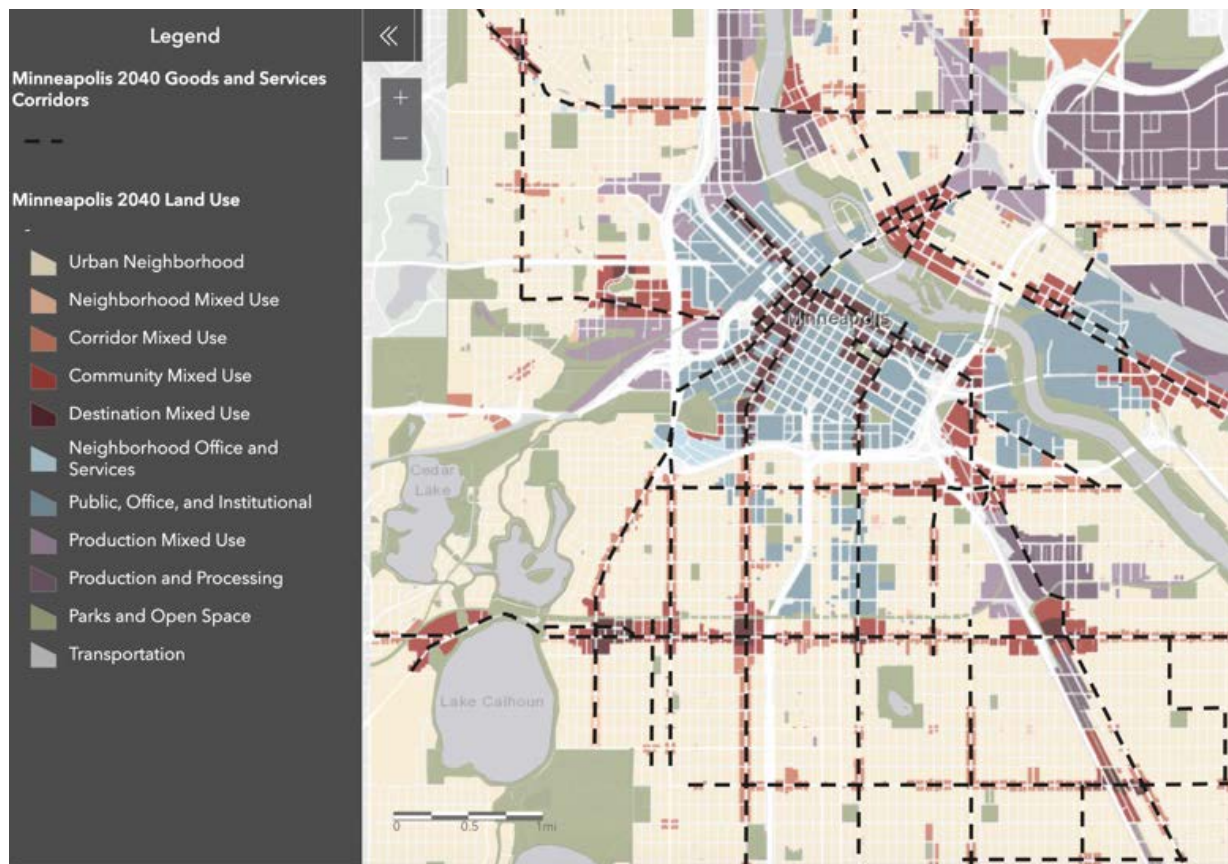 Legend
Minneapolis 2040 Goods and Services
Corridors
Minneapolis 2040 Land Use
-
Urban Neighborhood
Neighborhood Mixed Use
Corridor Mixed Use
Community Mixed Use
Destination Mixed Use
Neighborhood Office and
Services
Public, Office, and Institutional
Production Mixed Use
Production and Processing
Parks and Open Space
Transportation
«
+
−
Minneapolis
Cedar
Lake
Lake Calhoun
0 0.5 1mi